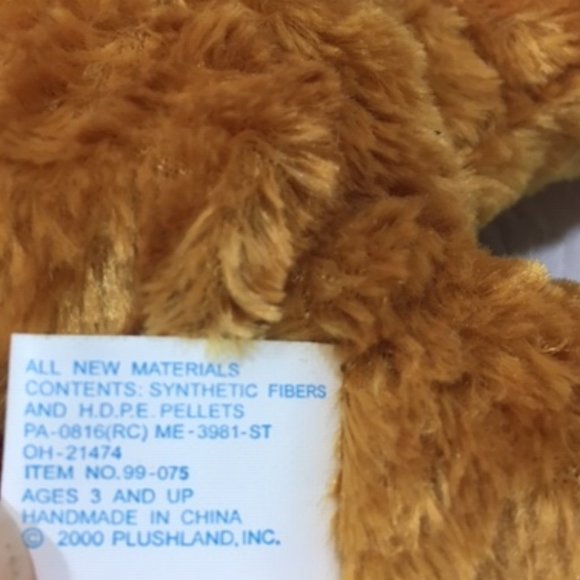 ALL NEW MATERIALS
CONTENTS: SYNTHETIC FIBERS
AND H.D.P.E. PELLETS
PA-0816(RC) ME-3981-ST
OH-21474
ITEM NO.99-075
AGES 3 AND UP
HANDMADE IN CHINA
© 2000 PLUSHLAND,INC.